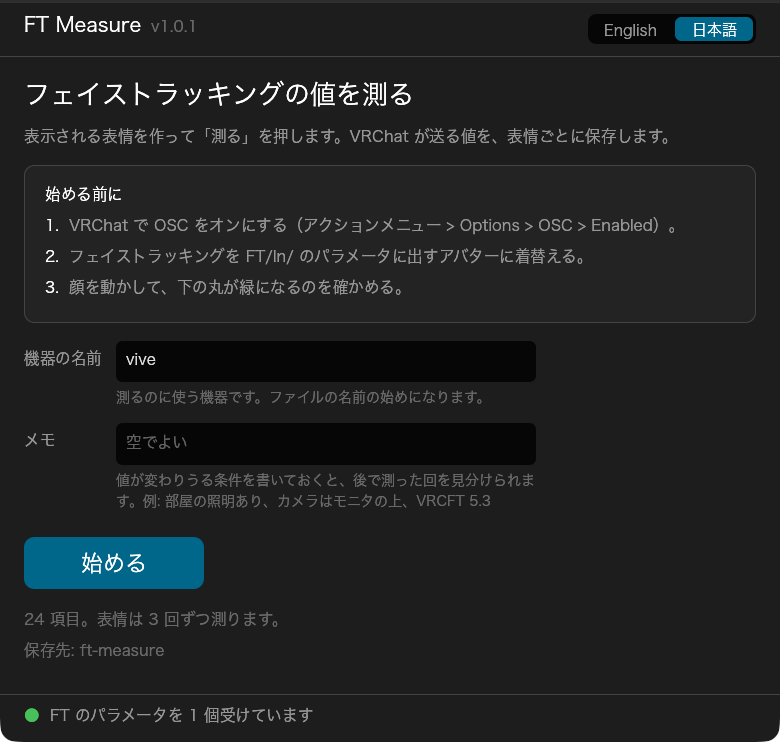 FT Measure v1.0.1
English 日本語
フェイストラッキングの値を測る
表示される表情を作って「測る」を押します。VRChat が送る値を、表情ごとに保存します。
始める前に
1. VRChat で OSC をオンにする（アクションメニュー > Options > OSC > Enabled）。
2. フェイストラッキングを FT/In/ のパラメータに出すアバターに着替える。
3. 顔を動かして、下の丸が緑になるのを確かめる。
機器の名前 vive
測るのに使う機器です。ファイルの名前の始めになります。
メモ 空でよい
値が変わりうる条件を書いておくと、後で測った回を見分けられま
す。例: 部屋の照明あり、カメラはモニタの上、VRCFT 5.3
始める
24 項目。表情は 3 回ずつ測ります。
保存先: ft-measure
FT のパラメータを 1 個受けています